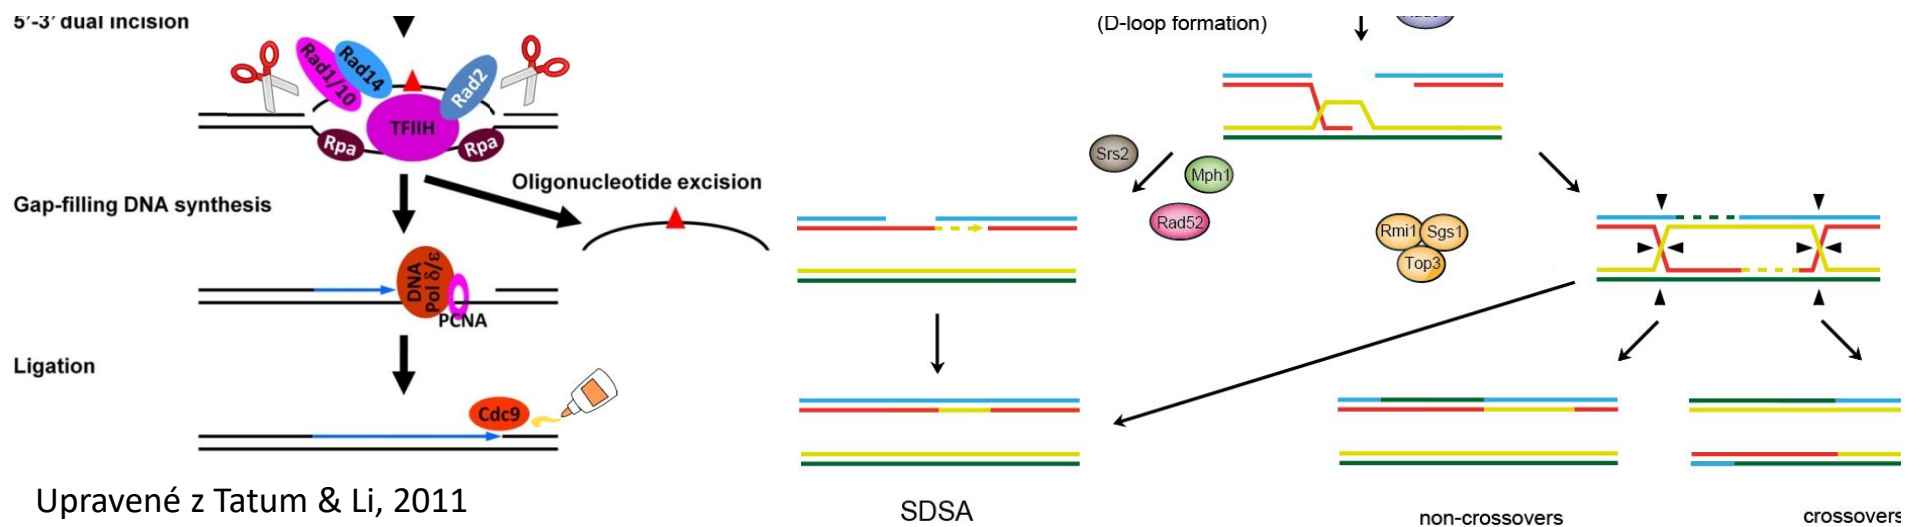 5'-3' dual incision
Rad1/10
Rad14
Rad2
TFIIH
Rpa
Rpa
Oligonucleotide excision
Gap-filling DNA synthesis
DNA
Pol δ/ε
PCNA
Ligation
Cdc9
Upravené z Tatum & Li, 2011
(D-loop formation)
Srs2
Mph1
Rad52
Rmi1
Sgs1
Top3
SDSA
non-crossovers
crossovers